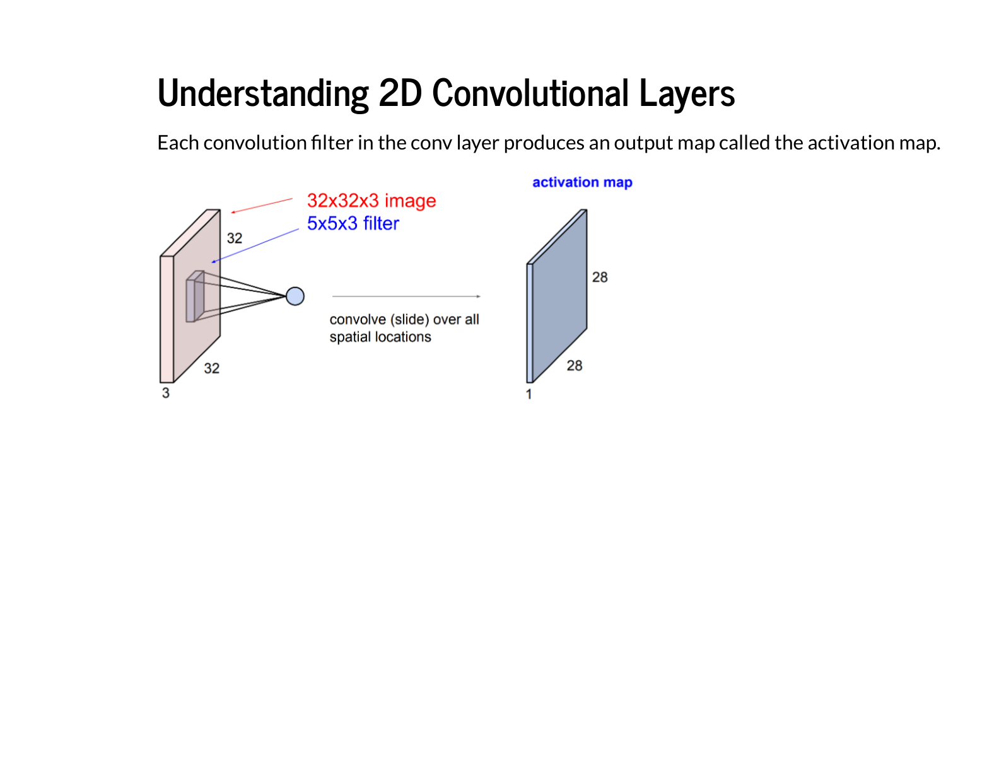 Understanding 2D Convolutional Layers
Each convolution filter in the conv layer produces an output map called the activation map.
activation map
32x32x3 image
5x5x3 filter
32
28
convolve (slide) over all
spatial locations
32
28
3
1